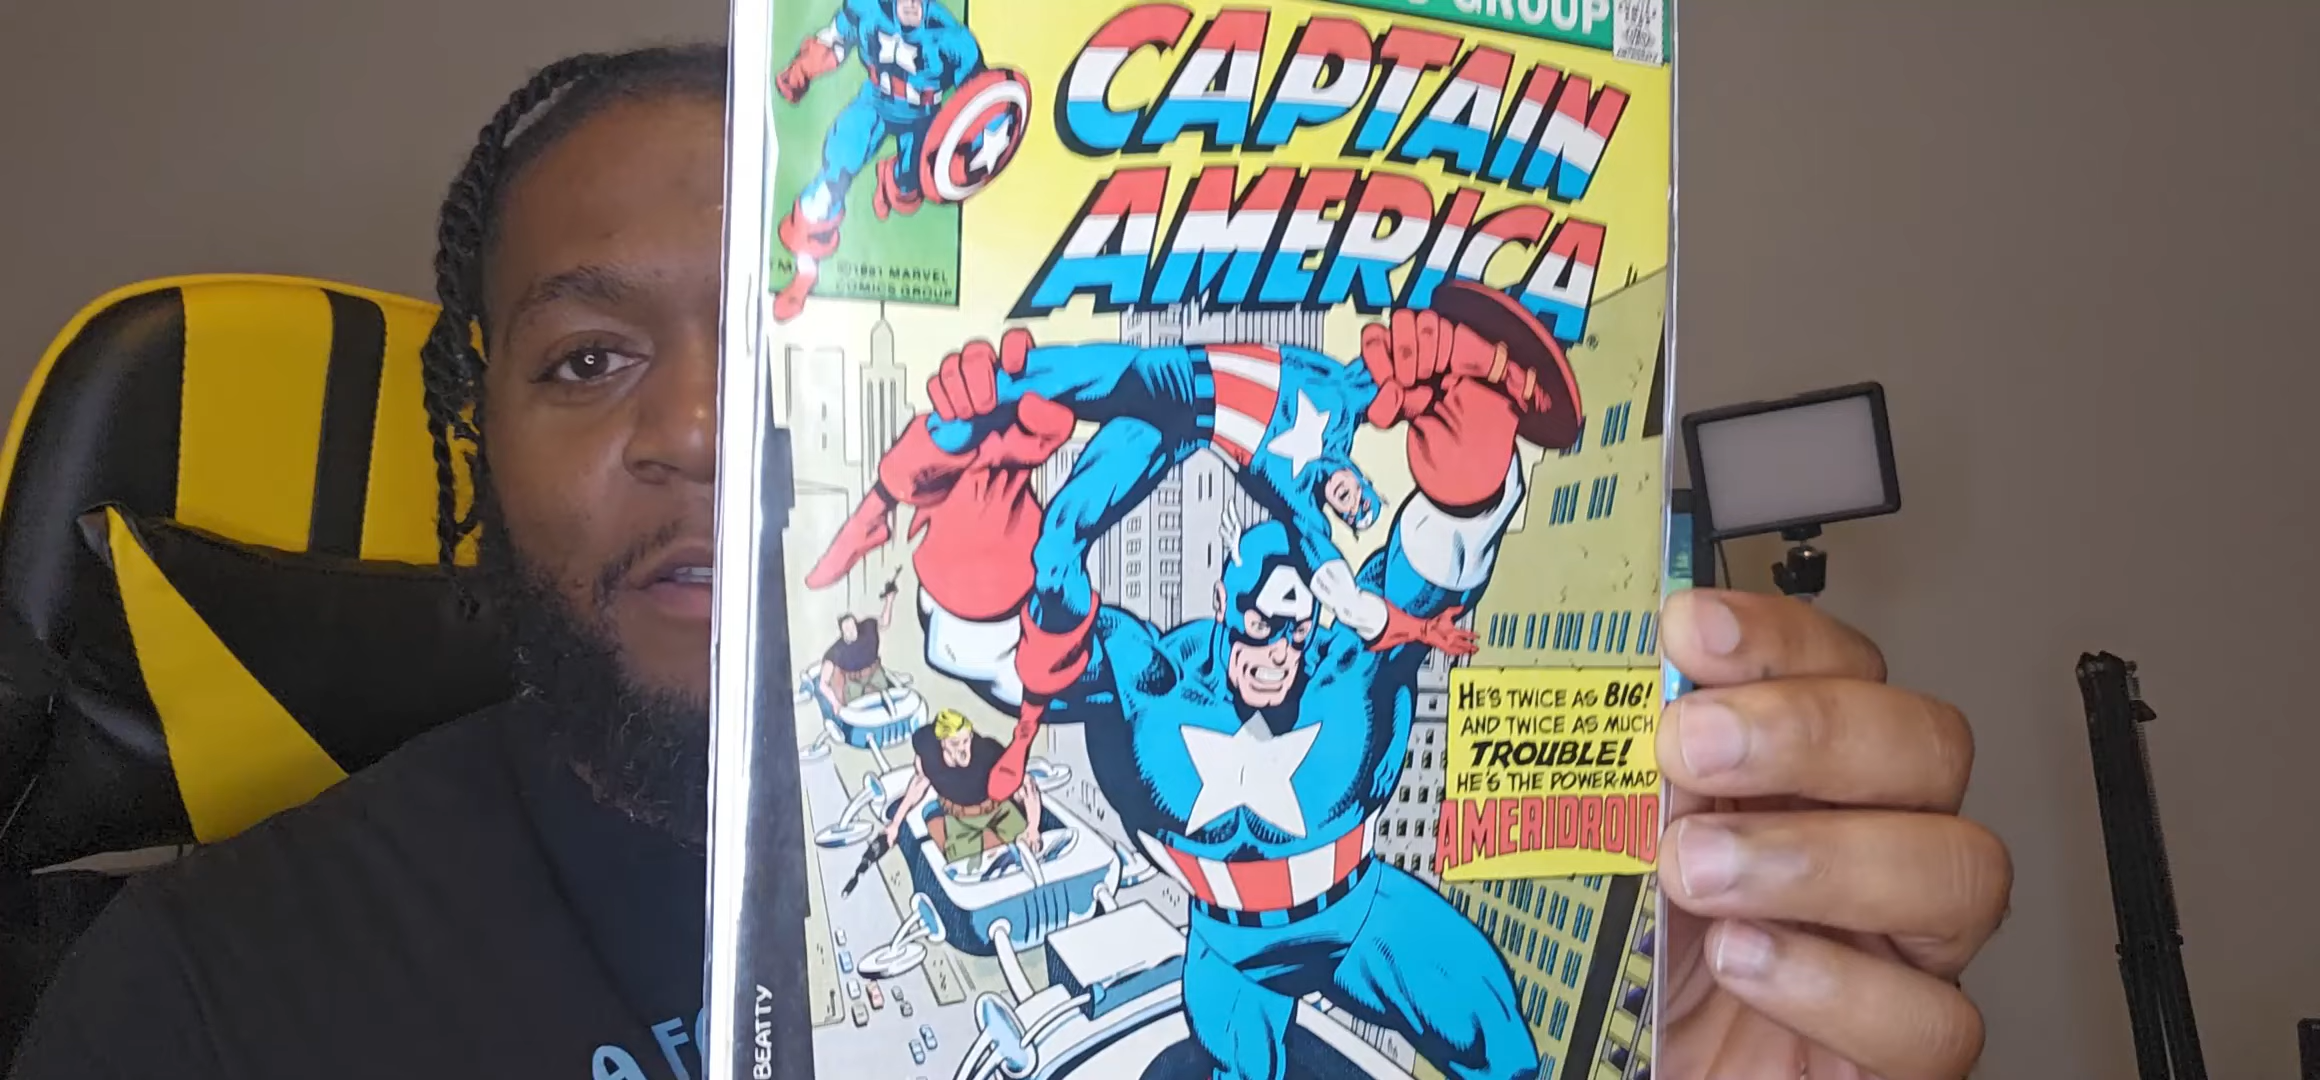 GROUP
CAPTAIN
AMERICA
®
TM
©1981 MARVEL
COMICS GROUP
A
HE'S TWICE AS BIG!
AND TWICE AS MUCH
TROUBLE!
HE'S THE POWER-MAD
AMERIDROID
BEATTY
A